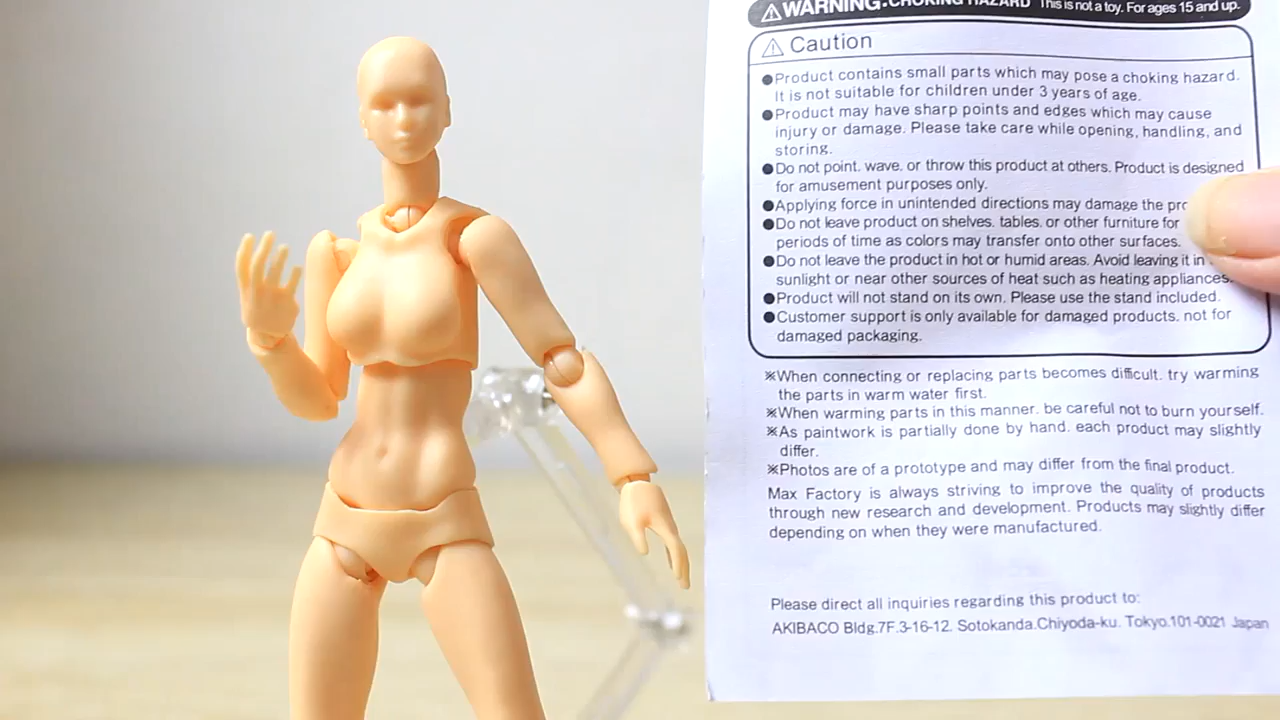 ⚠WARNING:CHOKING HAZARD This is not a toy. For ages 15 and up.
⚠ Caution
●Product contains small parts which may pose a choking hazard.
It is not suitable for children under 3 years of age.
●Product may have sharp points and edges which may cause
injury or damage. Please take care while opening, handling, and
storing.
●Do not point, wave, or throw this product at others. Product is designed
for amusement purposes only.
●Applying force in unintended directions may damage the
●Do not leave product on shelves, tables, or other furniture for
periods of time as colors may transfer onto other surfaces.
●Do not leave the product in hot or humid areas. Avoid leaving it in
sunlight or near other sources of heat such as heating appliances.
●Product will not stand on its own. Please use the stand included.
●Customer support is only available for damaged products, not for
damaged packaging.
※When connecting or replacing parts becomes difficult, try warming
the parts in warm water first.
※When warming parts in this manner, be careful not to burn yourself.
※As paintwork is partially done by hand, each product may slightly
differ.
※Photos are of a prototype and may differ from the final product.
Max Factory is always striving to improve the quality of products
through new research and development. Products may slightly differ
depending on when they were manufactured.
Please direct all inquiries regarding this product to:
AKIBACO Bldg.7F.3-16-12. Sotokanda.Chiyoda-ku. Tokyo.101-0021 Japan